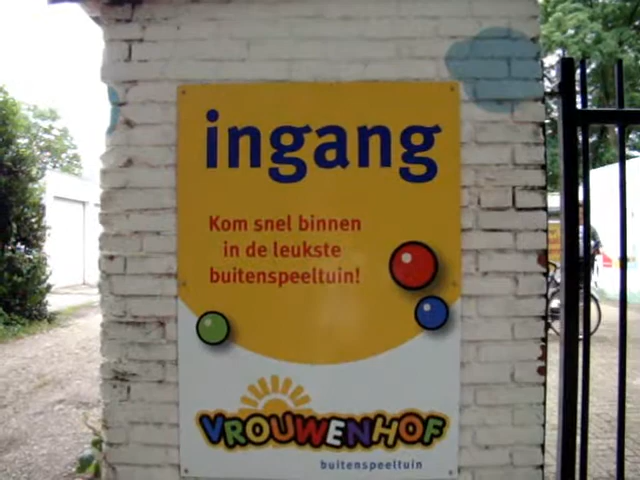 ingang
Kom snel binnen
in de leukste
buitenspeeltuin!
VROUWENHOF
buitenspeeltuin